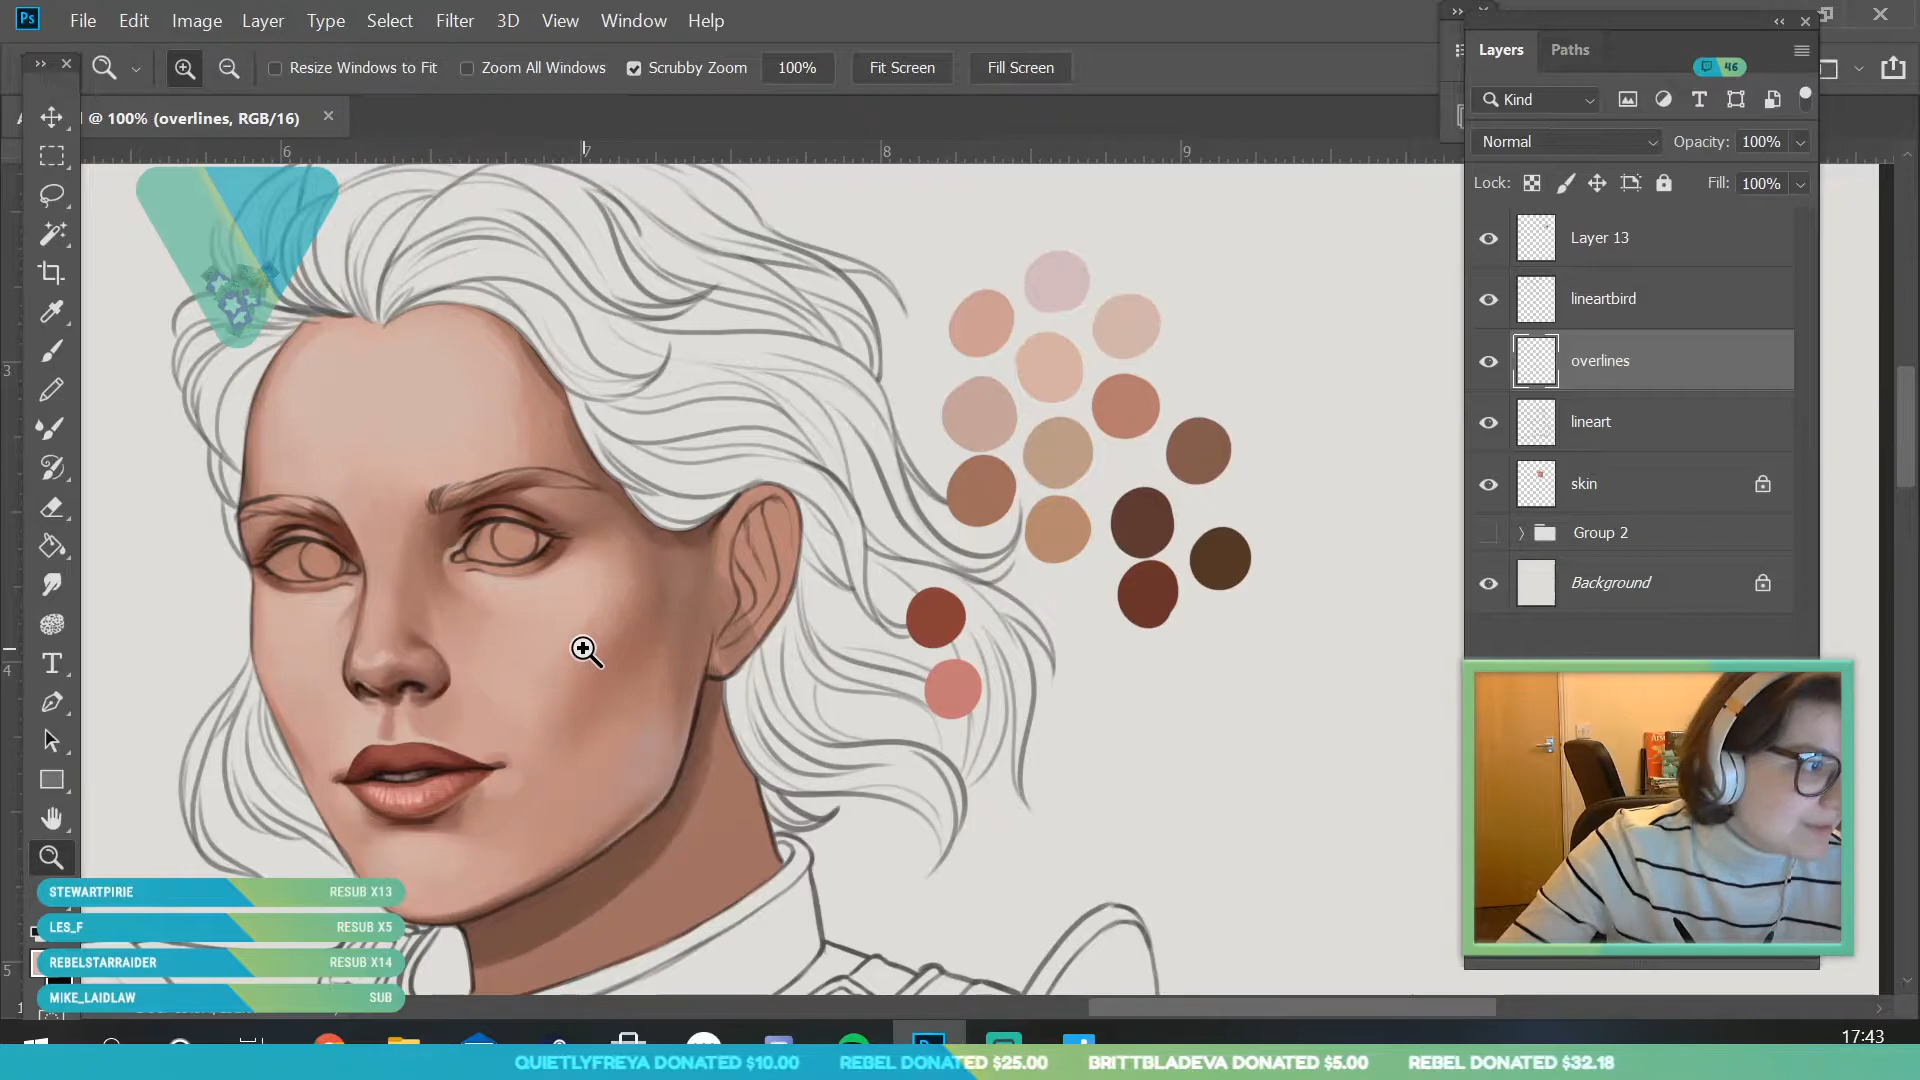 Ps File Edit Image Layer Type Select Filter 3D View Window Help
Resize Windows to Fit Zoom All Windows Scrubby Zoom 100% Fit Screen Fill Screen
@ 100% (overlines, RGB/16) ×
6 7 8 9
3
4
5
Layers Paths
46
Kind
Normal Opacity: 100%
Lock: Fill: 100%
Layer 13
lineartbird
overlines
lineart
skin
Group 2
Background
STEWARTPIRIE RESUB X13
LES_F RESUB X5
REBELSTARRAIDER RESUB X14
MIKE_LAIDLAW SUB
17:43
QUIETLYFREYA DONATED $10.00 REBEL DONATED $25.00 BRITTBLADEVA DONATED $5.00 REBEL DONATED $32.18